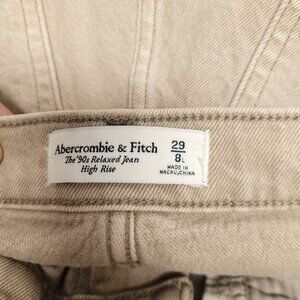 Abercrombie & Fitch
The '90s Relaxed Jean
High Rise
29
8L
MADE IN
MACAU, CHINA